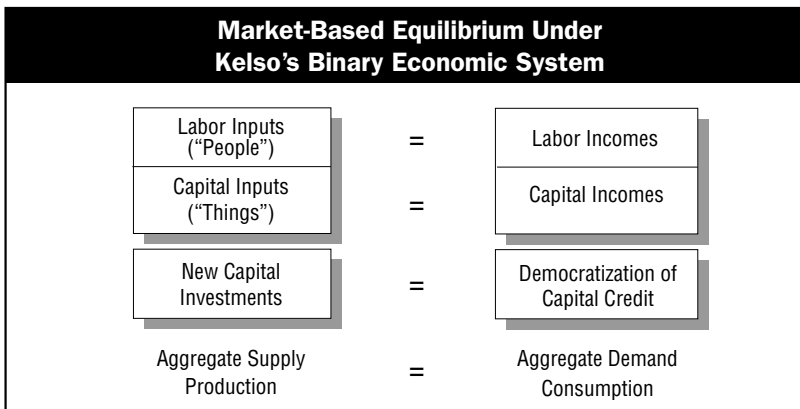 Market-Based Equilibrium Under
Kelso’s Binary Economic System
Labor Inputs
(“People”)
=
Labor Incomes
Capital Inputs
(“Things”)
=
Capital Incomes
New Capital
Investments
=
Democratization of
Capital Credit
Aggregate Supply
Production
=
Aggregate Demand
Consumption